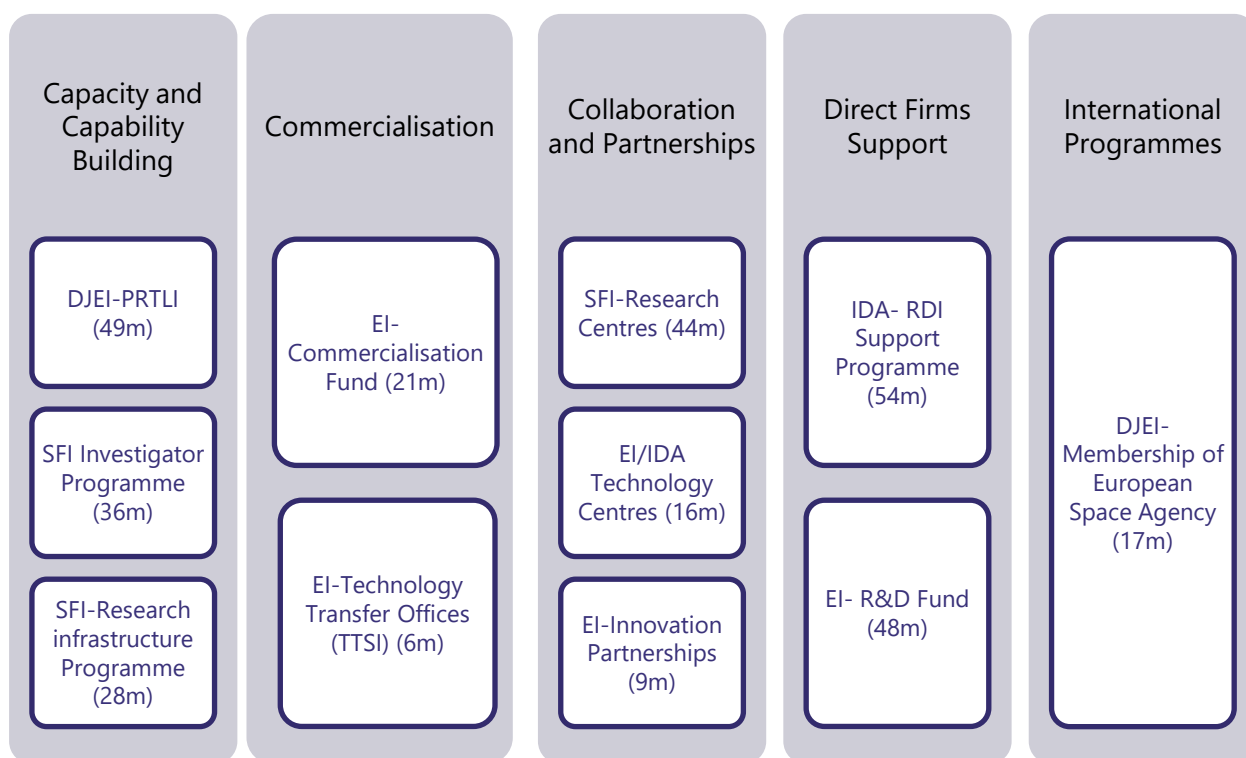 Capacity and
Capability
Building
DJEI-PRTLI
(49m)
SFI Investigator
Programme
(36m)
SFI-Research
infrastructure
Programme
(28m)
Commercialisation
EI-
Commercialisation
Fund (21m)
EI-Technology
Transfer Offices
(TTSI) (6m)
Collaboration
and Partnerships
SFI-Research
Centres (44m)
EI/IDA
Technology
Centres (16m)
EI-Innovation
Partnerships
(9m)
Direct Firms
Support
IDA- RDI
Support
Programme
(54m)
EI- R&D Fund
(48m)
International
Programmes
DJEI-
Membership of
European
Space Agency
(17m)